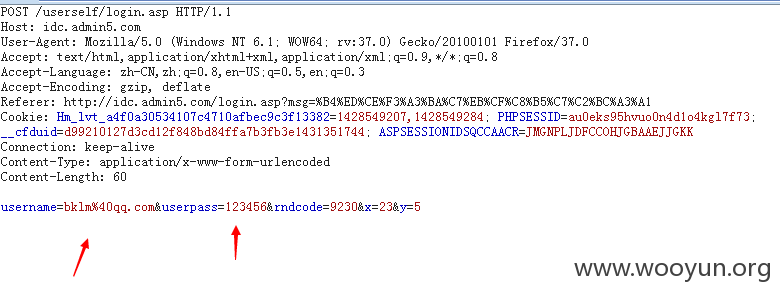 POST /userself/login.asp HTTP/1.1
Host: idc.admin5.com
User-Agent: Mozilla/5.0 (Windows NT 6.1; WOW64; rv:37.0) Gecko/20100101 Firefox/37.0
Accept: text/html,application/xhtml+xml,application/xml;q=0.9,*/*;q=0.8
Accept-Language: zh-CN,zh;q=0.8,en-US;q=0.5,en;q=0.3
Accept-Encoding: gzip, deflate
Referer: http://idc.admin5.com/login.asp?msg=%B4%ED%CE%F3%A3%BA%C7%EB%CF%C8%B5%C7%C2%BC%A3%A1
Cookie: Hm_lvt_a4f0a30534107c4710afbec9c3f13382=1428549207,1428549284; PHPSESSID=au0eks95hvuo0n4d1o4kgl7f73;
__cfduid=d99210127d3cd12f848bd84ffa7b3fb3e1431351744; ASPSESSIONIDSQCCAACR=JMGNPLJDFCCOHJGBAAEJJGKK
Connection: keep-alive
Content-Type: application/x-www-form-urlencoded
Content-Length: 60
username=bklm%40qq.com&userpass=123456&rndcode=9230&x=23&y=5
www.wooyun.org